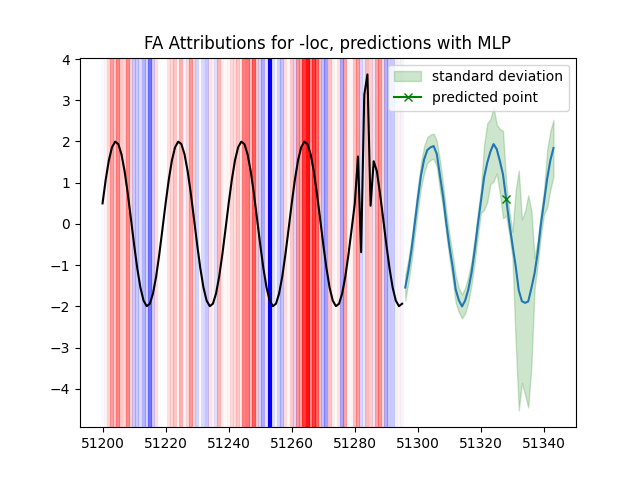 FA Attributions for -loc, predictions with MLP
standard deviation
predicted point
4
3
2
1
0
−1
−2
−3
−4
51200 51220 51240 51260 51280 51300 51320 51340